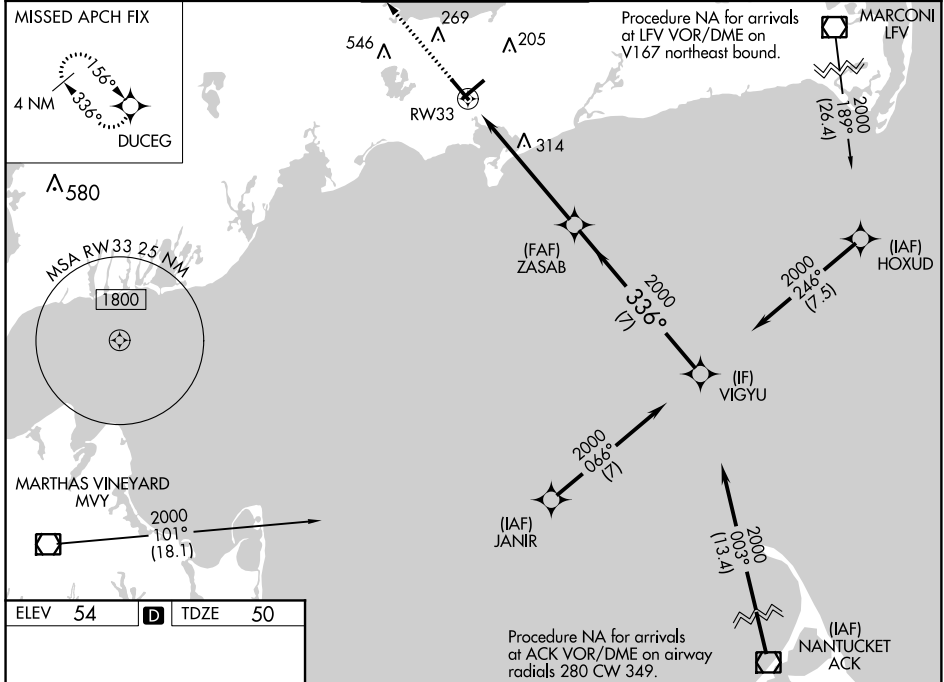 MISSED APCH FIX
156°
4 NM
336°
DUCEG
580
MSA RW33 25 NM
1800
546
269
205
RW33
314
Procedure NA for arrivals
at LFV VOR/DME on
V167 northeast bound.
MARCONI
LFV
2000
189°
(26.4)
(FAF)
ZASAB
2000
336°
(7)
(IAF)
HOXUD
2000
246°
(7.5)
(IF)
VIGYU
2000
066°
(7)
(IAF)
JANIR
MARTHAS VINEYARD
MVY
2000
101°
(18.1)
2000
003°
(13.4)
(IAF)
NANTUCKET
ACK
Procedure NA for arrivals
at ACK VOR/DME on airway
radials 280 CW 349.
ELEV 54 D TDZE 50